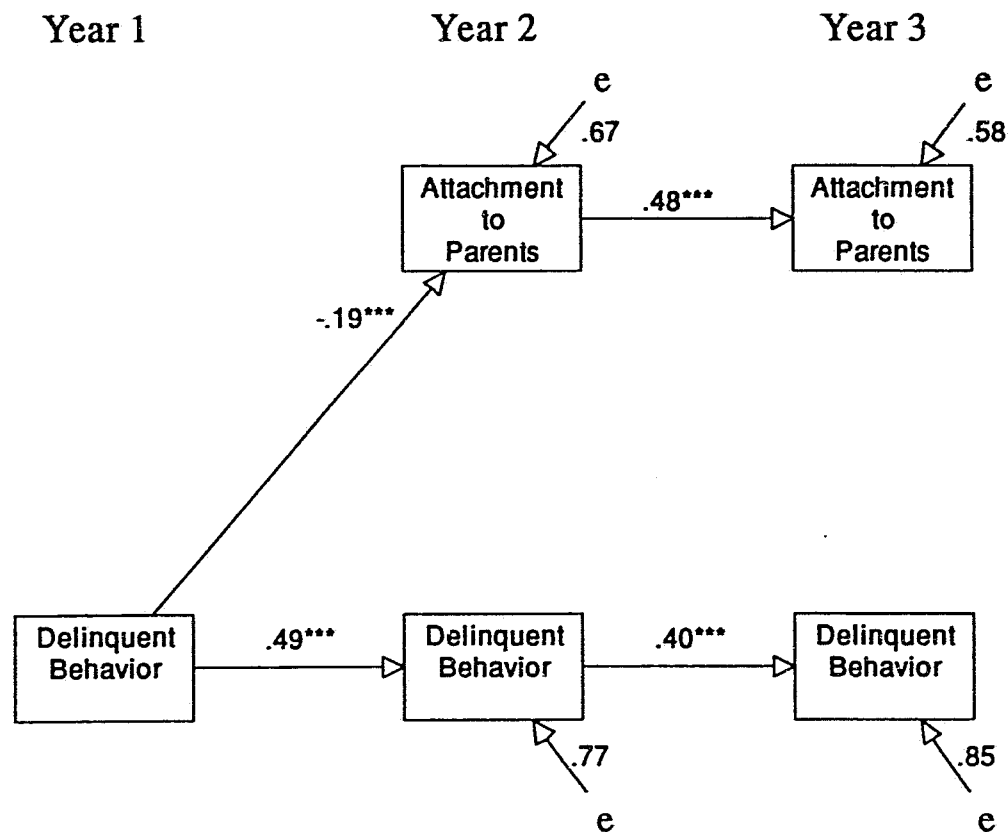 Year 1 Year 2 Year 3
e e
.67 .58
Attachment
to
Parents
.48***
Attachment
to
Parents
-.19***
Delinquent
Behavior
.49***
Delinquent
Behavior
.40***
Delinquent
Behavior
.77 .85
e e